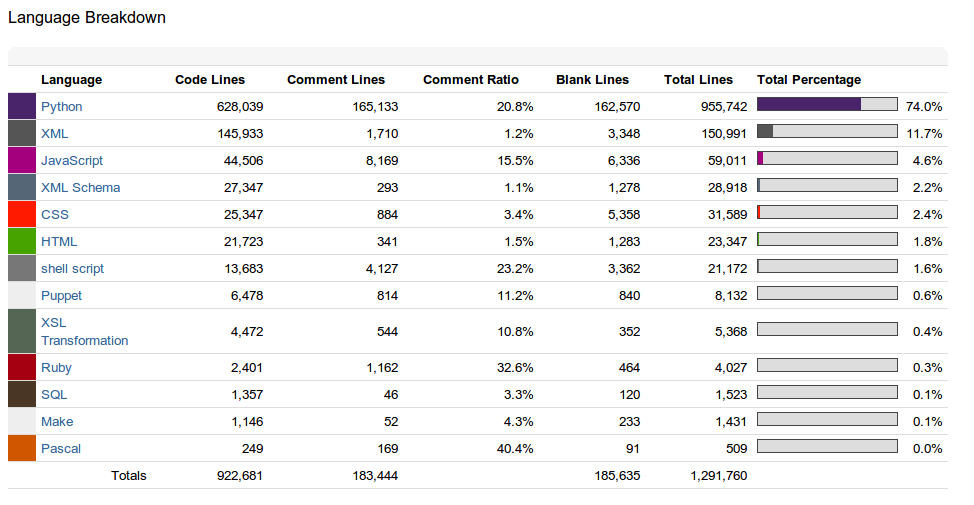 Language Breakdown
Language Code Lines Comment Lines Comment Ratio Blank Lines Total Lines Total Percentage
Python 628,039 165,133 20.8% 162,570 955,742 74.0%
XML 145,933 1,710 1.2% 3,348 150,991 11.7%
JavaScript 44,506 8,169 15.5% 6,336 59,011 4.6%
XML Schema 27,347 293 1.1% 1,278 28,918 2.2%
CSS 25,347 884 3.4% 5,358 31,589 2.4%
HTML 21,723 341 1.5% 1,283 23,347 1.8%
shell script 13,683 4,127 23.2% 3,362 21,172 1.6%
Puppet 6,478 814 11.2% 840 8,132 0.6%
XSL
Transformation 4,472 544 10.8% 352 5,368 0.4%
Ruby 2,401 1,162 32.6% 464 4,027 0.3%
SQL 1,357 46 3.3% 120 1,523 0.1%
Make 1,146 52 4.3% 233 1,431 0.1%
Pascal 249 169 40.4% 91 509 0.0%
Totals 922,681 183,444 185,635 1,291,760